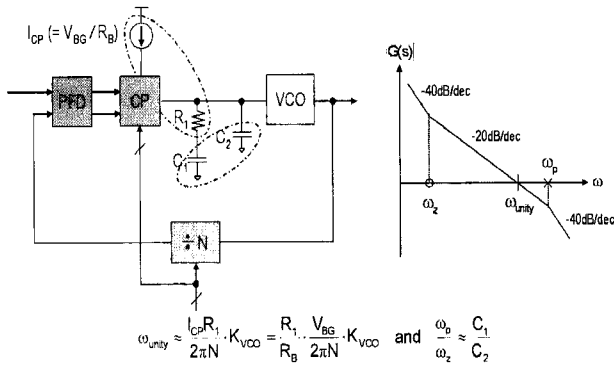 I_CP (= V_BG / R_B)
PFD
CP
VCO
R_1
C_1
C_2
÷ N
G(s)
-40dB/dec
-20dB/dec
ω_z
ω_unity
ω_p
ω
-40dB/dec
ω_unity ≈ I_CP R_1 / 2πN · K_VCO = R_1 / R_B · V_BG / 2πN · K_VCO and ω_p / ω_z ≈ C_1 / C_2